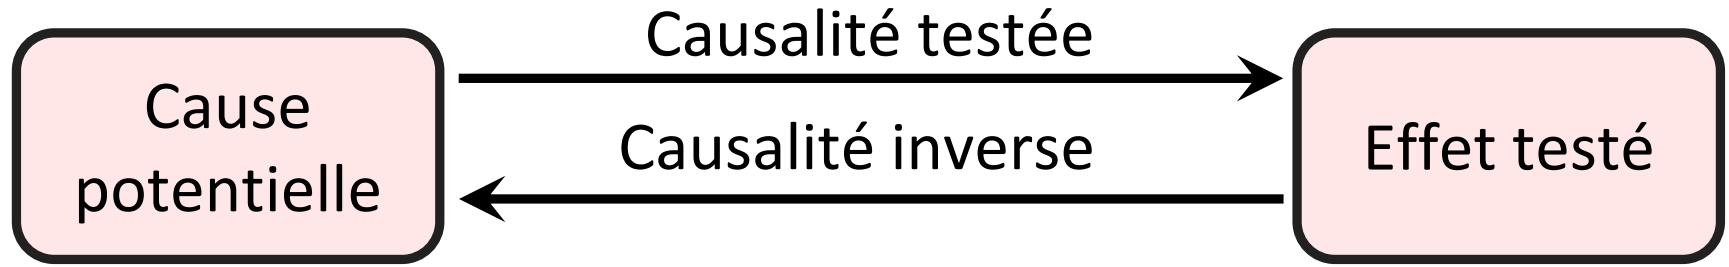 Causalité testée
Cause
potentielle
Causalité inverse
Effet testé